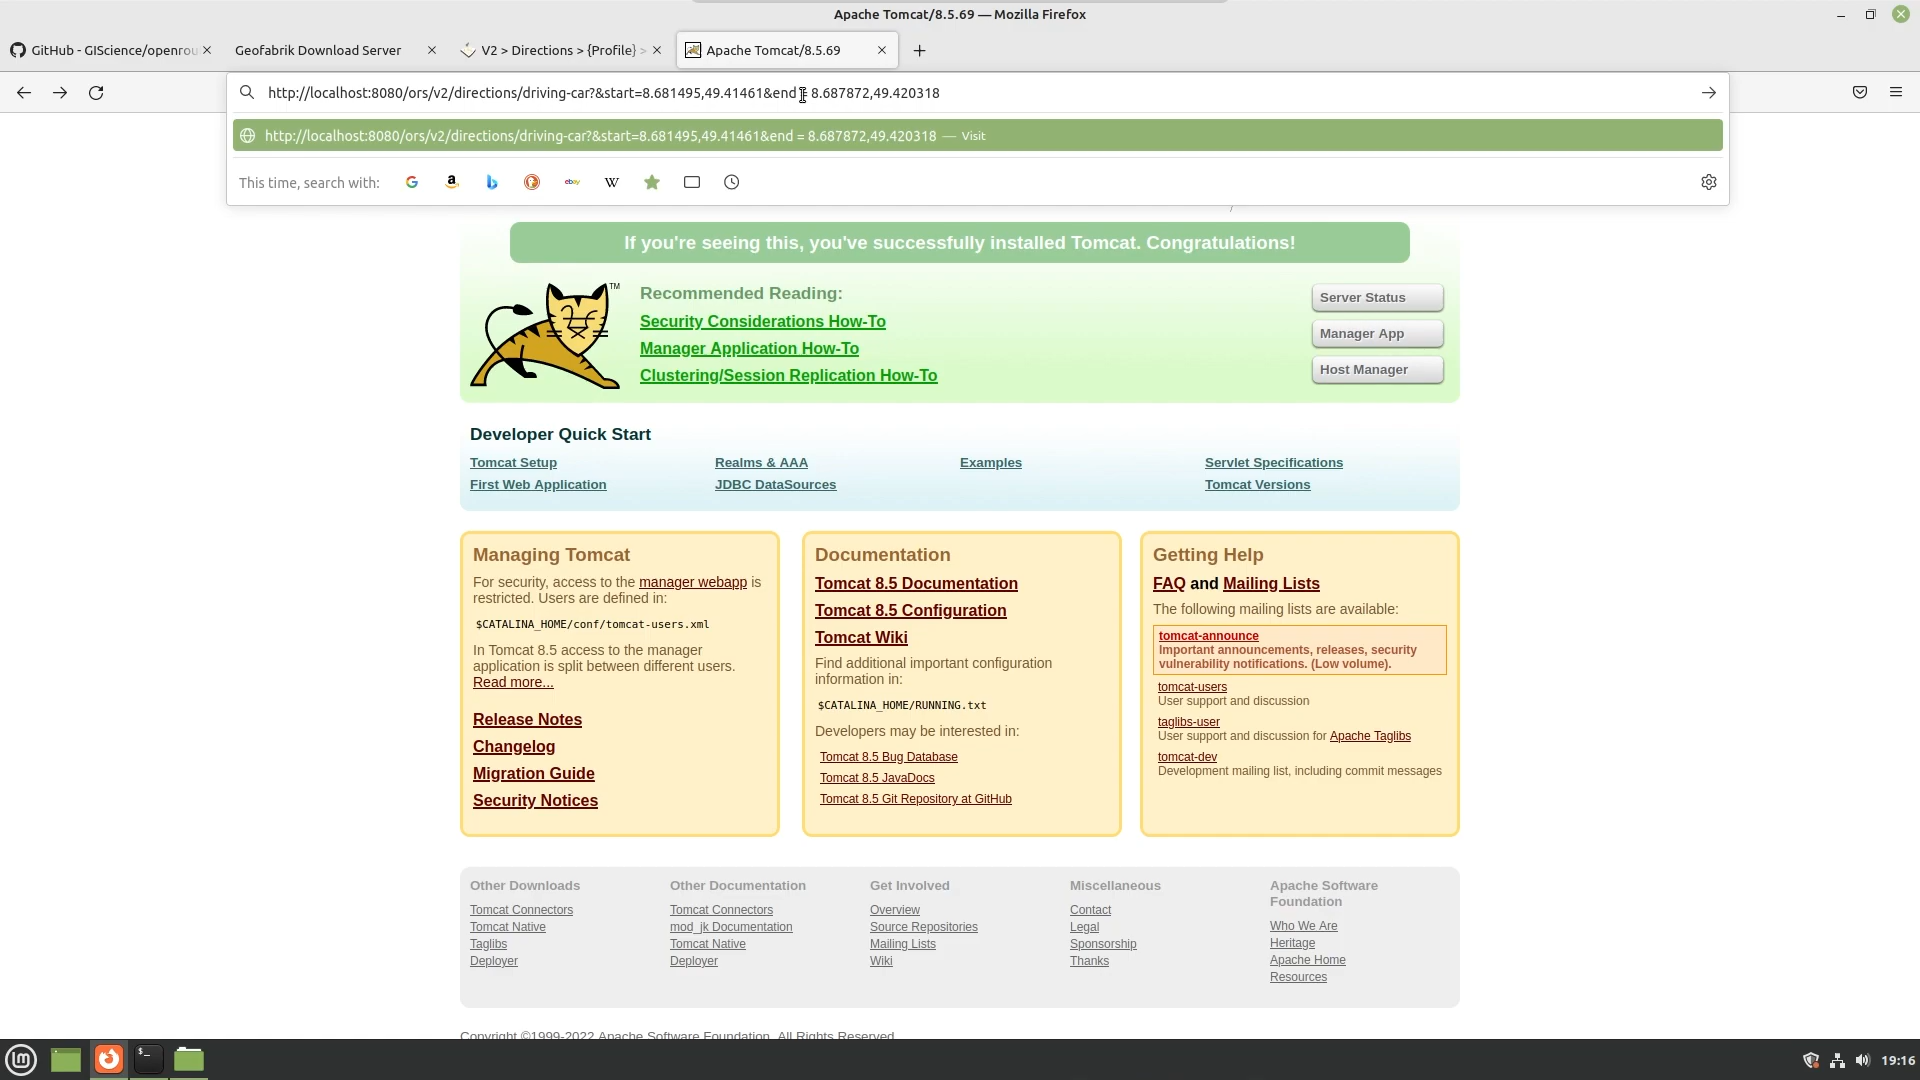 Apache Tomcat/8.5.69 — Mozilla Firefox
GitHub - GIScience/openrou
Geofabrik Download Server
V2 > Directions > {Profile} >
Apache Tomcat/8.5.69
http://localhost:8080/ors/v2/directions/driving-car?&start=8.681495,49.41461&end = 8.687872,49.420318
http://localhost:8080/ors/v2/directions/driving-car?&start=8.681495,49.41461&end = 8.687872,49.420318 — Visit
This time, search with:
If you're seeing this, you've successfully installed Tomcat. Congratulations!
TM
Recommended Reading:
Security Considerations How-To
Manager Application How-To
Clustering/Session Replication How-To
Server Status
Manager App
Host Manager
Developer Quick Start
Tomcat Setup
First Web Application
Realms & AAA
JDBC DataSources
Examples
Servlet Specifications
Tomcat Versions
Managing Tomcat
For security, access to the manager webapp is
restricted. Users are defined in:
$CATALINA_HOME/conf/tomcat-users.xml
In Tomcat 8.5 access to the manager
application is split between different users.
Read more...
Release Notes
Changelog
Migration Guide
Security Notices
Documentation
Tomcat 8.5 Documentation
Tomcat 8.5 Configuration
Tomcat Wiki
Find additional important configuration
information in:
$CATALINA_HOME/RUNNING.txt
Developers may be interested in:
Tomcat 8.5 Bug Database
Tomcat 8.5 JavaDocs
Tomcat 8.5 Git Repository at GitHub
Getting Help
FAQ and Mailing Lists
The following mailing lists are available:
tomcat-announce
Important announcements, releases, security
vulnerability notifications. (Low volume).
tomcat-users
User support and discussion
taglibs-user
User support and discussion for Apache Taglibs
tomcat-dev
Development mailing list, including commit messages
Other Downloads
Tomcat Connectors
Tomcat Native
Taglibs
Deployer
Other Documentation
Tomcat Connectors
mod_jk Documentation
Tomcat Native
Deployer
Get Involved
Overview
Source Repositories
Mailing Lists
Wiki
Miscellaneous
Contact
Legal
Sponsorship
Thanks
Apache Software
Foundation
Who We Are
Heritage
Apache Home
Resources
Copyright ©1999-2022 Apache Software Foundation. All Rights Reserved
19:16